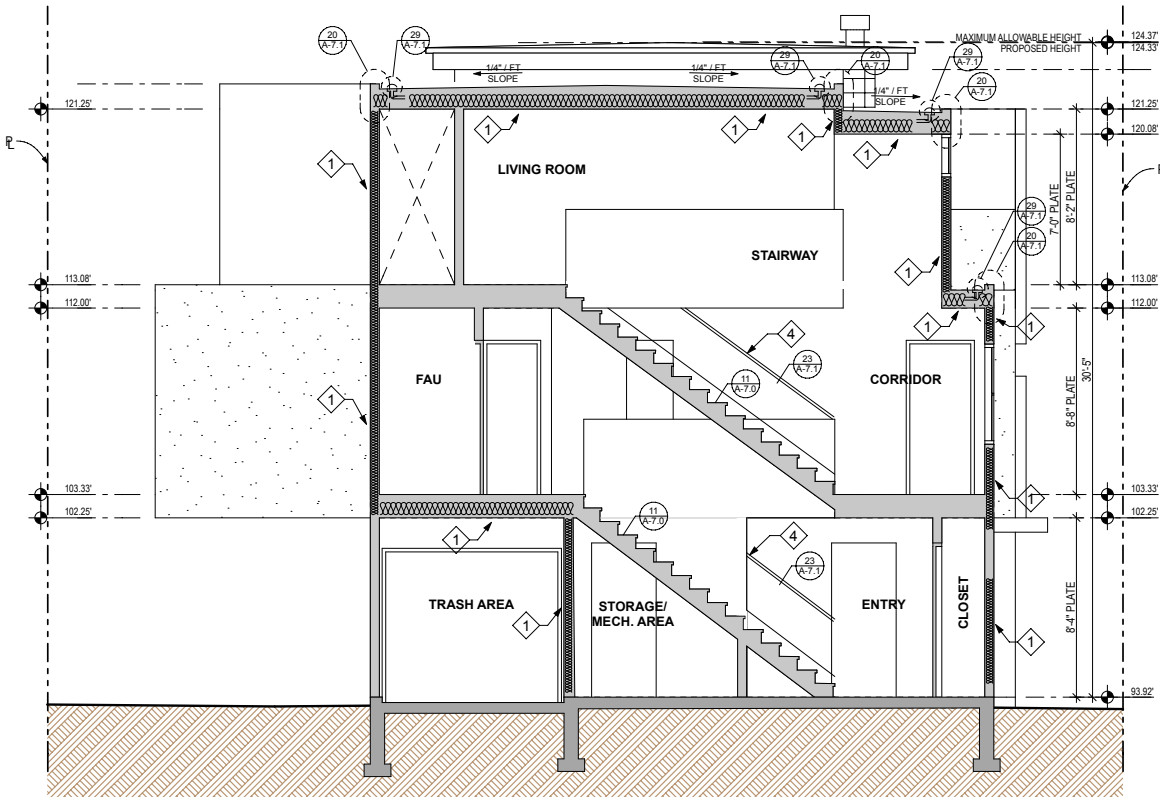 20
A-7.1
29
A-7.1
MAXIMUM ALLOWABLE HEIGHT
124.37'
PROPOSED HEIGHT
124.33'
1/4" / FT
SLOPE
1/4" / FT
SLOPE
29
A-7.1
20
A-7.1
1/4" / FT
SLOPE
29
A-7.1
20
A-7.1
121.25'
121.25'
120.08'
1
1
1
1
1
LIVING ROOM
7'-0" PLATE
8'-2" PLATE
29
A-7.1
20
A-7.1
STAIRWAY
1
113.08'
113.08'
112.00'
112.00'
1
1
4
23
A-7.1
FAU
11
A-7.0
CORRIDOR
1
8'-8" PLATE
30'-5"
103.33'
103.33'
102.25'
102.25'
1
11
A-7.0
1
4
23
A-7.1
TRASH AREA
STORAGE/
MECH. AREA
ENTRY
CLOSET
1
1
8'-4" PLATE
93.92'